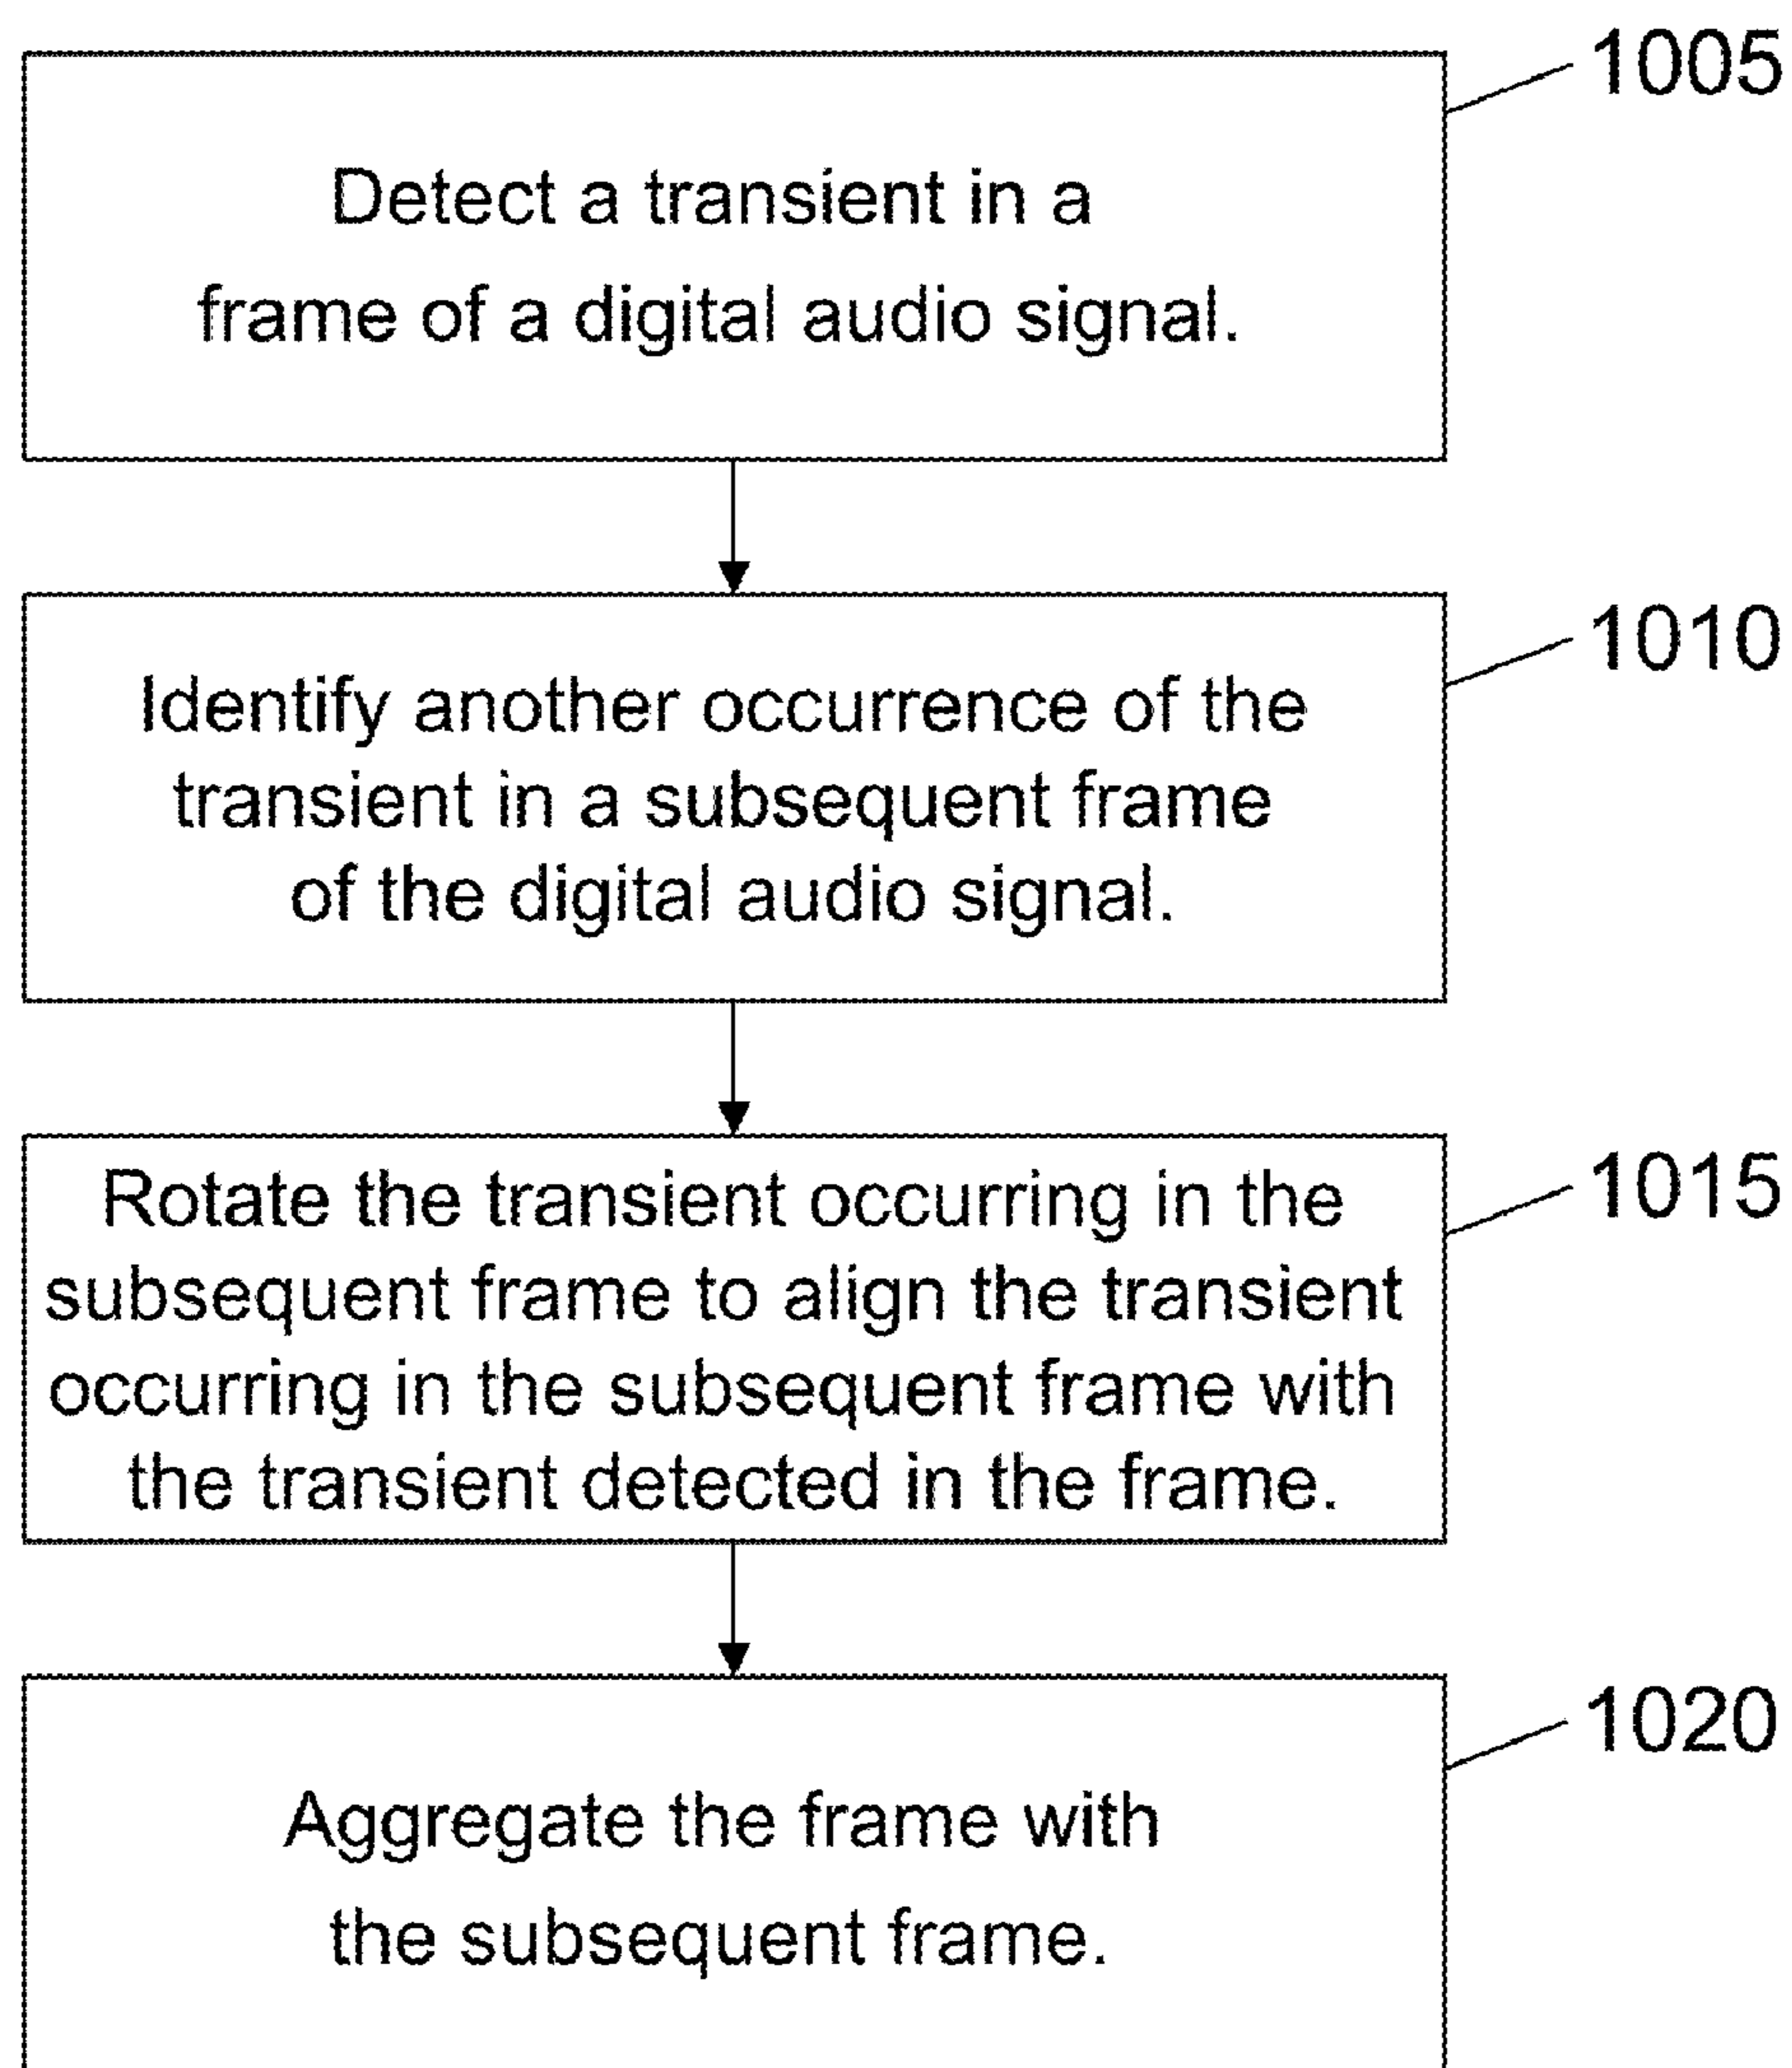 1005
Detect a transient in a
frame of a digital audio signal.
1010
Identify another occurrence of the
transient in a subsequent frame
of the digital audio signal.
1015
Rotate the transient occurring in the
subsequent frame to align the transient
occurring in the subsequent frame with
the transient detected in the frame.
1020
Aggregate the frame with
the subsequent frame.